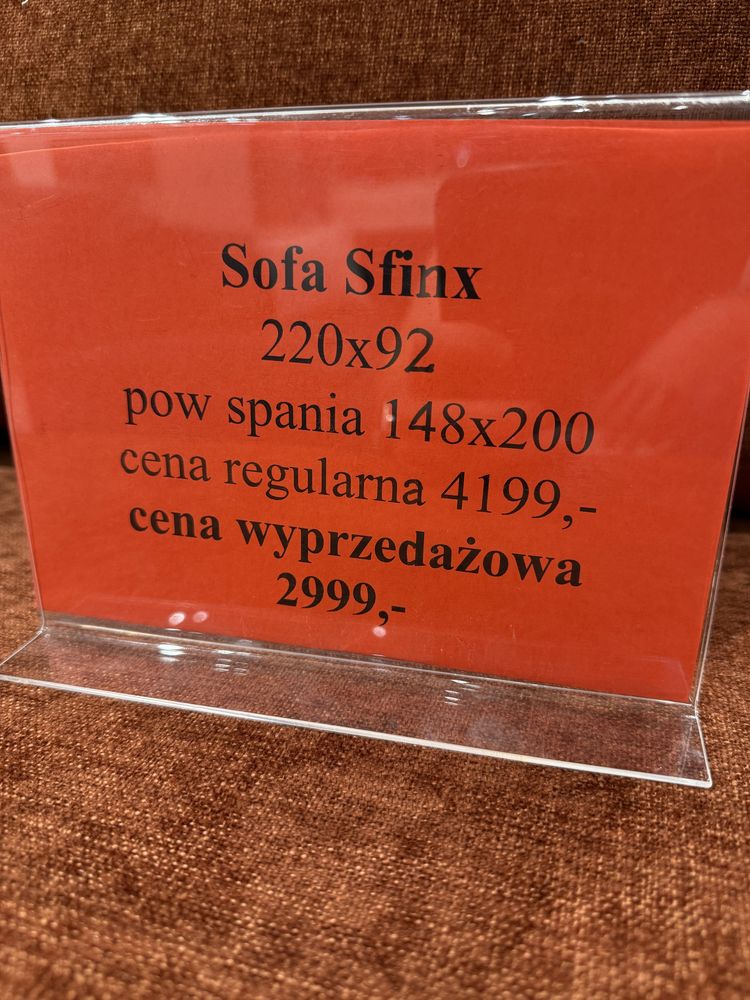 Sofa Sfinx
220x92
pow spania 148x200
cena regularna 4199,-
cena wyprzedażowa
2999,-